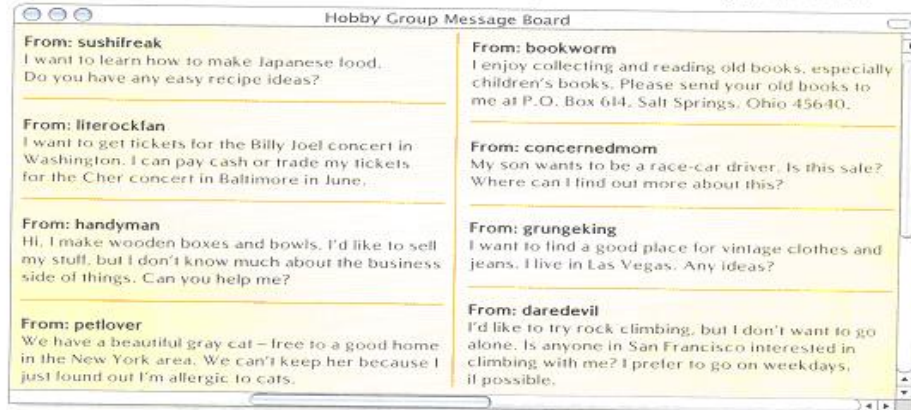 Hobby Group Message Board
From: sushifreak
I want to learn how to make Japanese food.
Do you have any easy recipe ideas?
From: literockfan
I want to get tickets for the Billy Joel concert in
Washington. I can pay cash or trade my tickets
for the Cher concert in Baltimore in June.
From: handyman
Hi, I make wooden boxes and bowls. I'd like to sell
my stuff, but I don't know much about the business
side of things. Can you help me?
From: petlover
We have a beautiful gray cat – free to a good home
in the New York area. We can't keep her because I
just found out I'm allergic to cats.
From: bookworm
I enjoy collecting and reading old books, especially
children's books. Please send your old books to
me at P.O. Box 614, Salt Springs, Ohio 45640.
From: concernedmom
My son wants to be a race-car driver. Is this safe?
Where can I find out more about this?
From: grungeking
I want to find a good place for vintage clothes and
jeans. I live in Las Vegas. Any ideas?
From: daredevil
I'd like to try rock climbing, but I don't want to go
alone. Is anyone in San Francisco interested in
climbing with me? I prefer to go on weekdays,
if possible.